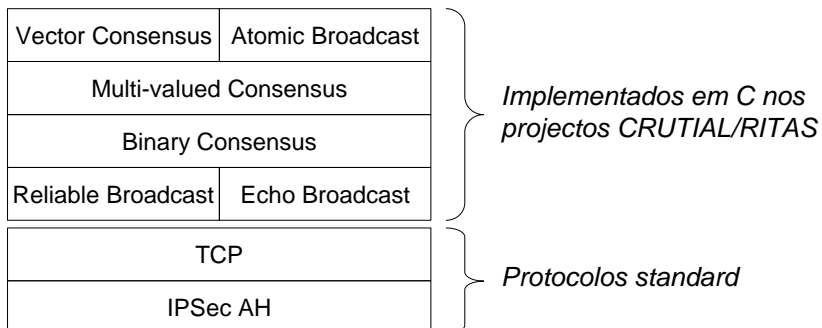 Vector Consensus
Atomic Broadcast
Multi-valued Consensus
Binary Consensus
Reliable Broadcast
Echo Broadcast
Implementados em C nos
projectos CRUTIAL/RITAS
TCP
IPSec AH
Protocolos standard